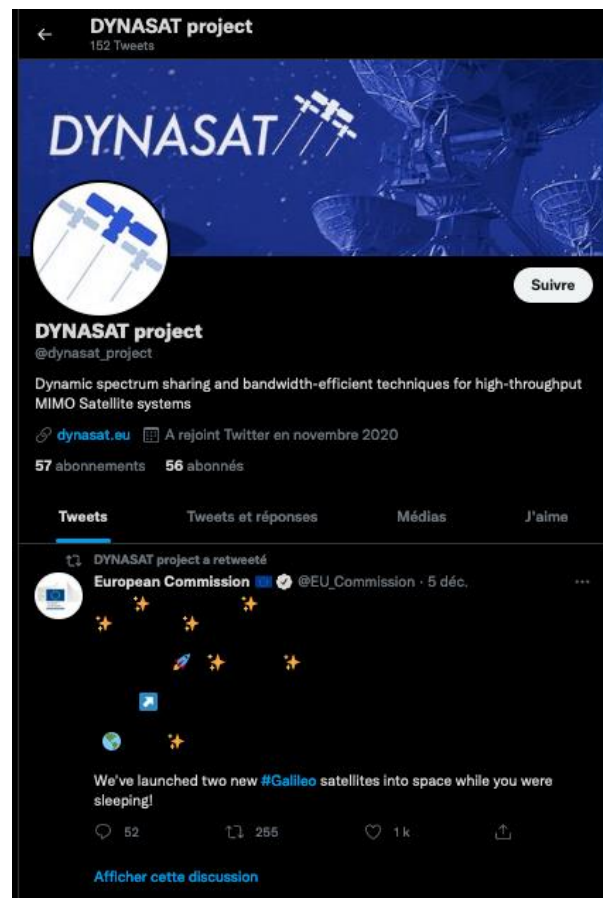 DYNASAT project
152 Tweets
DYNASAT
Suivre
DYNASAT project
@dynasat_project
Dynamic spectrum sharing and bandwidth-efficient techniques for high-throughput
MIMO Satellite systems
dynasat.eu A rejoint Twitter en novembre 2020
57 abonnements 56 abonnés
Tweets Tweets et réponses Médias J'aime
DYNASAT project a retweeté
European Commission @EU_Commission · 5 déc.
We've launched two new #Galileo satellites into space while you were
sleeping!
52 255 1 k
Afficher cette discussion